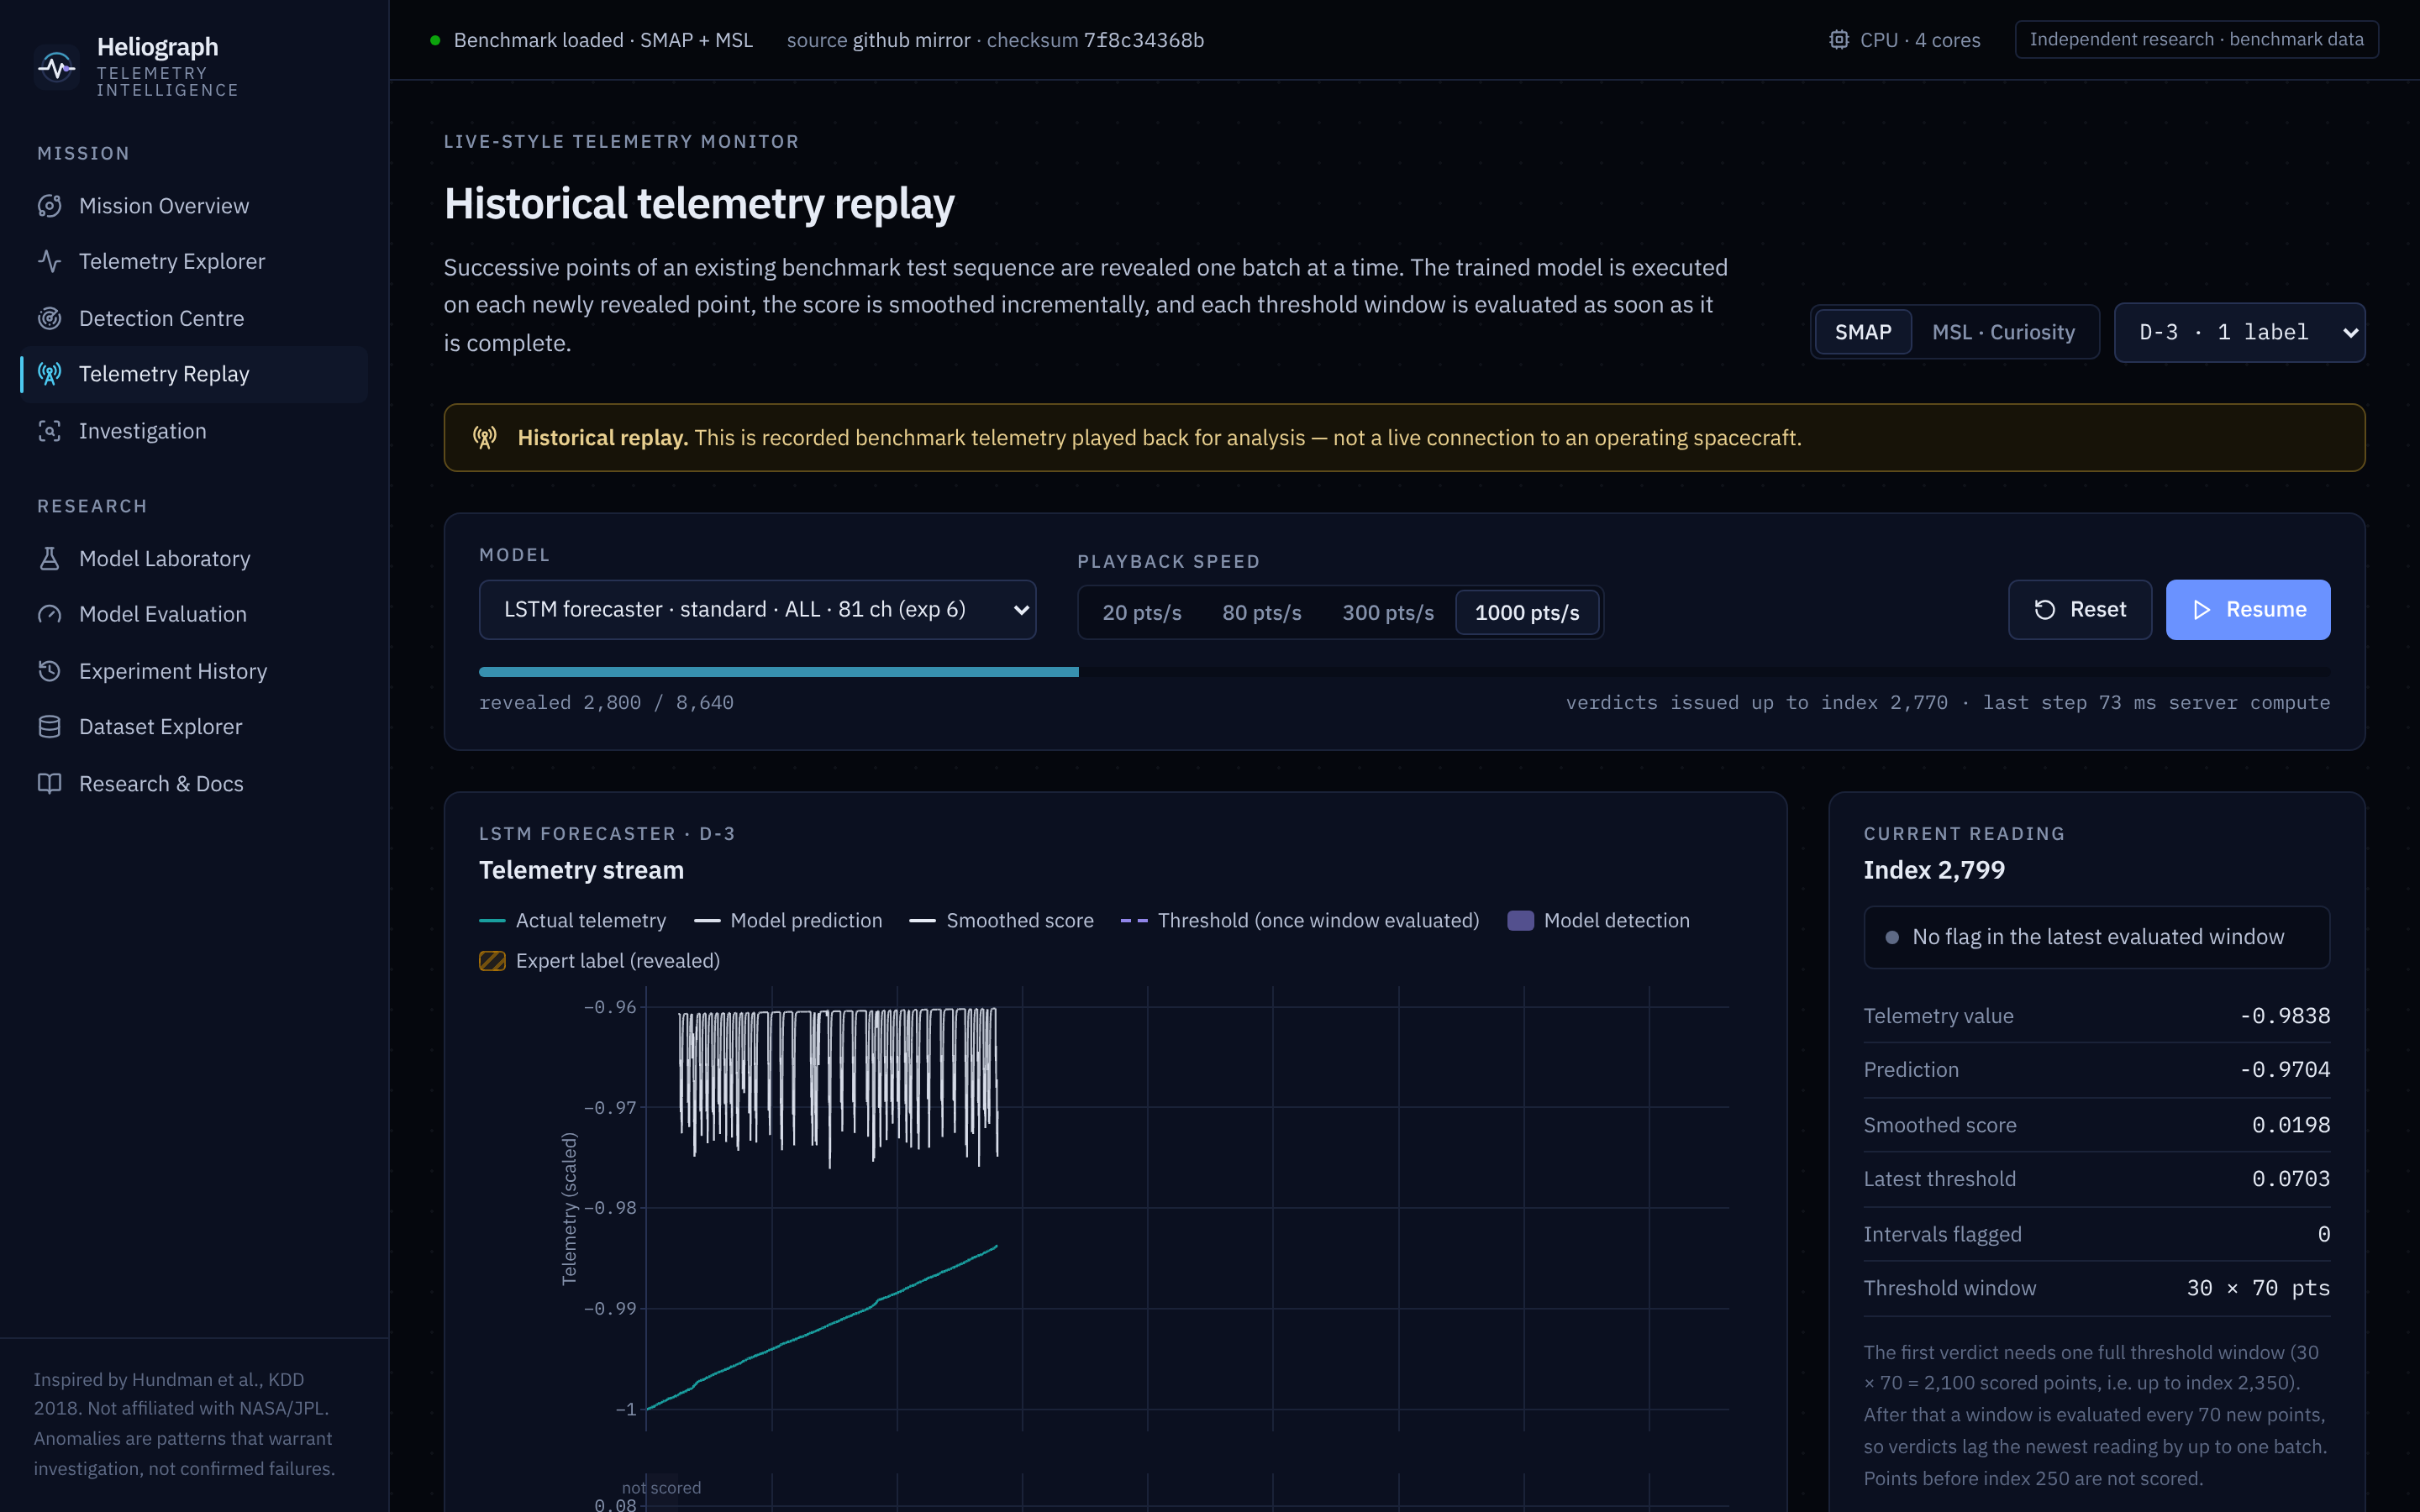 Heliograph
TELEMETRY
INTELLIGENCE
MISSION
Mission Overview
Telemetry Explorer
Detection Centre
Telemetry Replay
Investigation
RESEARCH
Model Laboratory
Model Evaluation
Experiment History
Dataset Explorer
Research & Docs
Inspired by Hundman et al., KDD
2018. Not affiliated with NASA/JPL.
Anomalies are patterns that warrant
investigation, not confirmed failures.
Benchmark loaded · SMAP + MSL
source github mirror · checksum 7f8c34368b
CPU · 4 cores
Independent research · benchmark data
LIVE-STYLE TELEMETRY MONITOR
Historical telemetry replay
Successive points of an existing benchmark test sequence are revealed one batch at a time. The trained model is executed
on each newly revealed point, the score is smoothed incrementally, and each threshold window is evaluated as soon as it
is complete.
SMAP
MSL · Curiosity
D-3 · 1 label
Historical replay. This is recorded benchmark telemetry played back for analysis — not a live connection to an operating spacecraft.
MODEL
LSTM forecaster · standard · ALL · 81 ch (exp 6)
PLAYBACK SPEED
20 pts/s
80 pts/s
300 pts/s
1000 pts/s
Reset
Resume
revealed 2,800 / 8,640
verdicts issued up to index 2,770 · last step 73 ms server compute
LSTM FORECASTER · D-3
Telemetry stream
Actual telemetry
Model prediction
Smoothed score
Threshold (once window evaluated)
Model detection
Expert label (revealed)
Telemetry (scaled)
−0.96
−0.97
−0.98
−0.99
−1
not scored
0.08
CURRENT READING
Index 2,799
No flag in the latest evaluated window
Telemetry value
-0.9838
Prediction
-0.9704
Smoothed score
0.0198
Latest threshold
0.0703
Intervals flagged
0
Threshold window
30 × 70 pts
The first verdict needs one full threshold window (30
× 70 = 2,100 scored points, i.e. up to index 2,350).
After that a window is evaluated every 70 new points,
so verdicts lag the newest reading by up to one batch.
Points before index 250 are not scored.